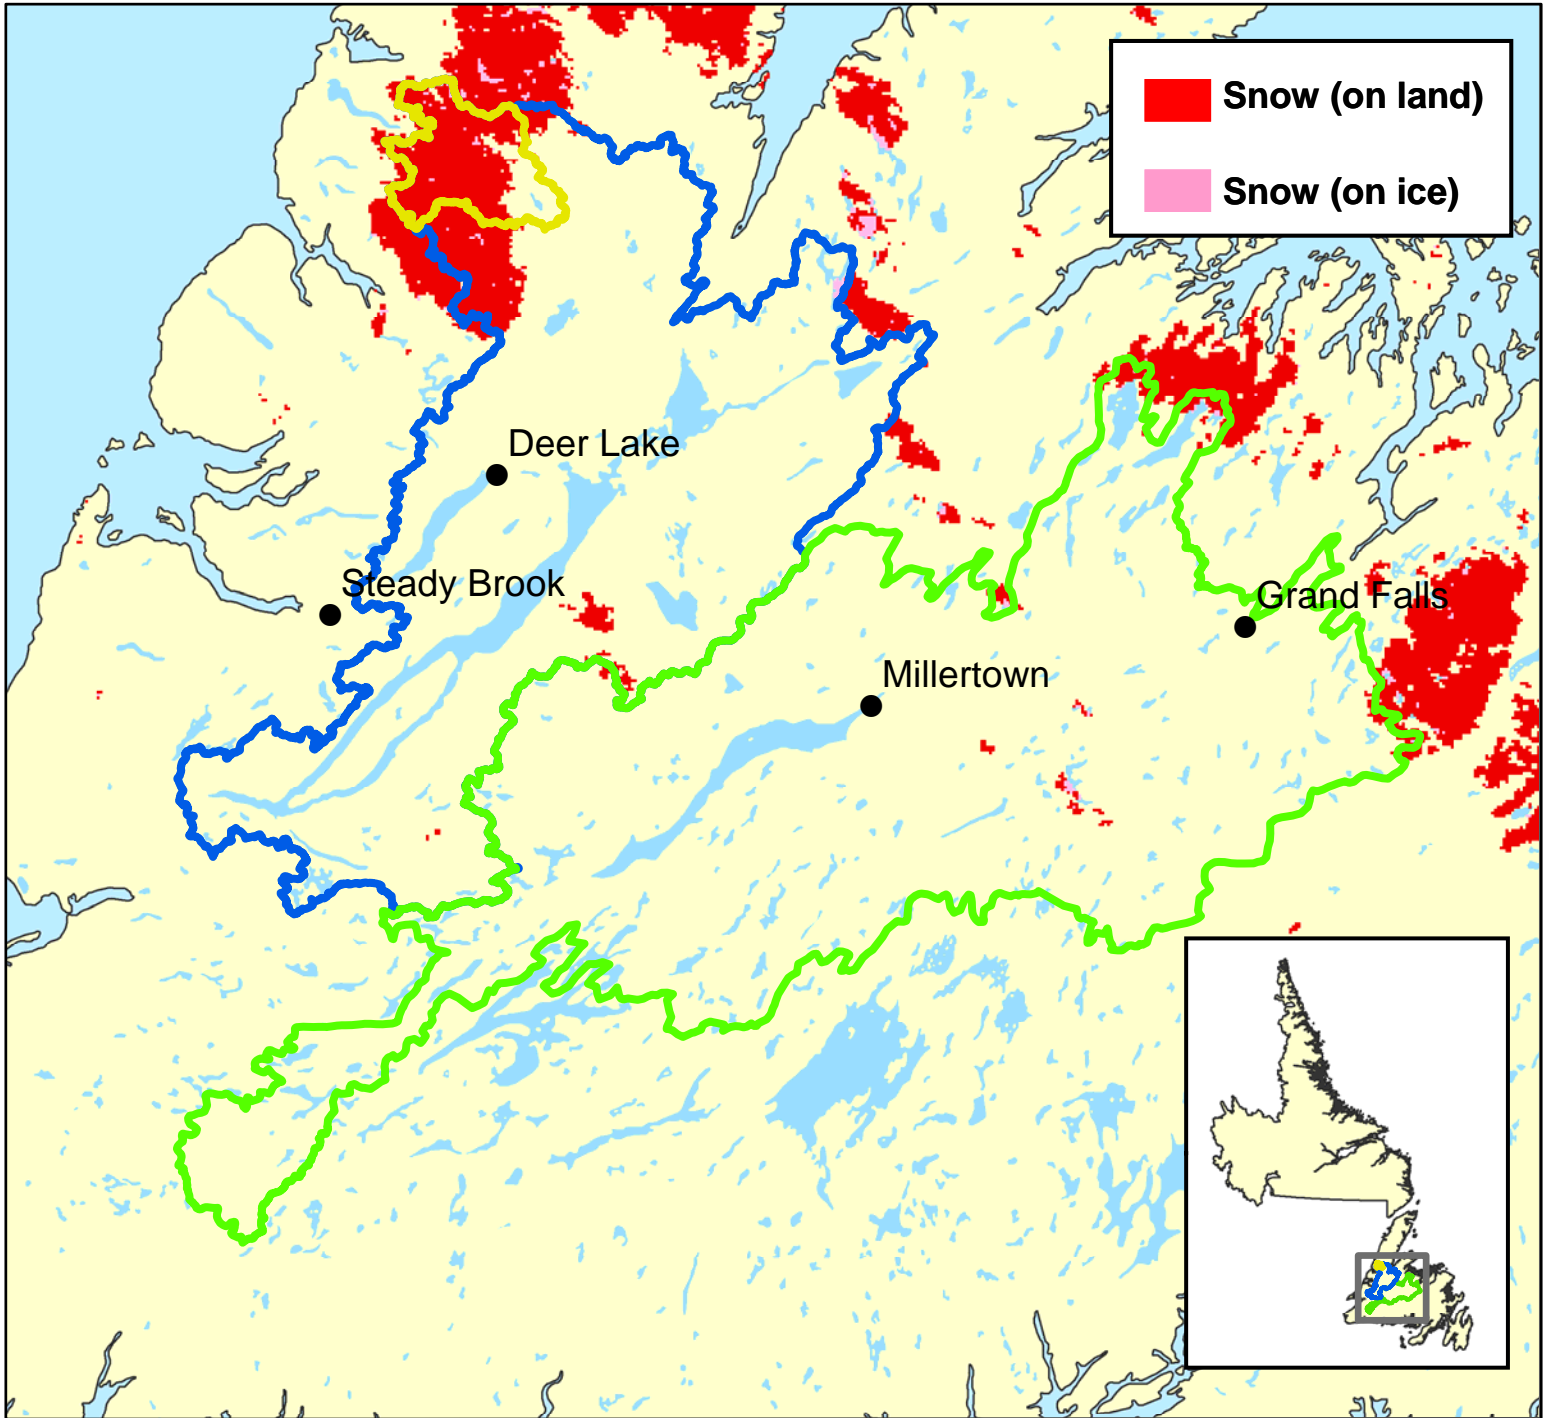 Snow (on land)
Snow (on ice)
Deer Lake
Steady Brook
Grand Falls
Millertown